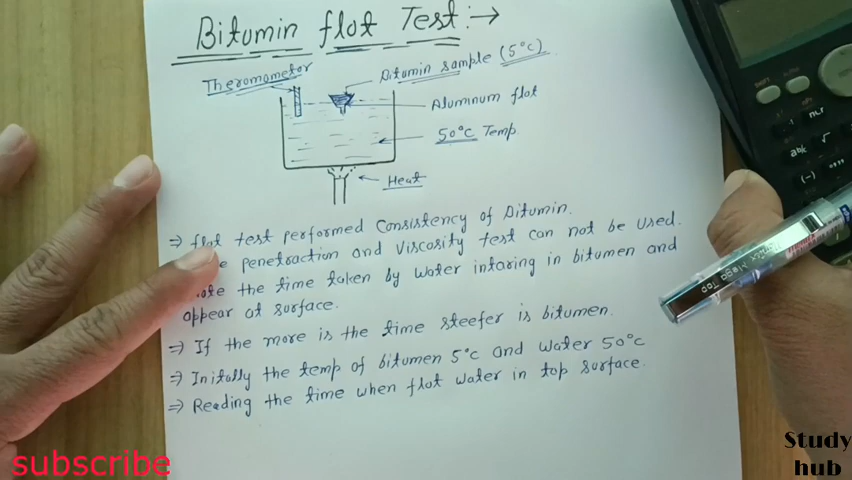 Bitumin flot Test:→
Theromometor
Bitumin sample (5°c)
Aluminum flot
50°C Temp
Heat
⇒ flot test performed Consistency of Bitumin.
penetraction and Viscosity test can not be used.
the time taken by water intaring in bitumen and
appear at surface.
⇒ If the more is the time steefer is bitumen.
⇒ Initally the temp of bitumen 5°c and water 50°c
⇒ Reading the time when flot water in top surface.
SHIFT
abc
(-)
√
subscribe
Study
hub